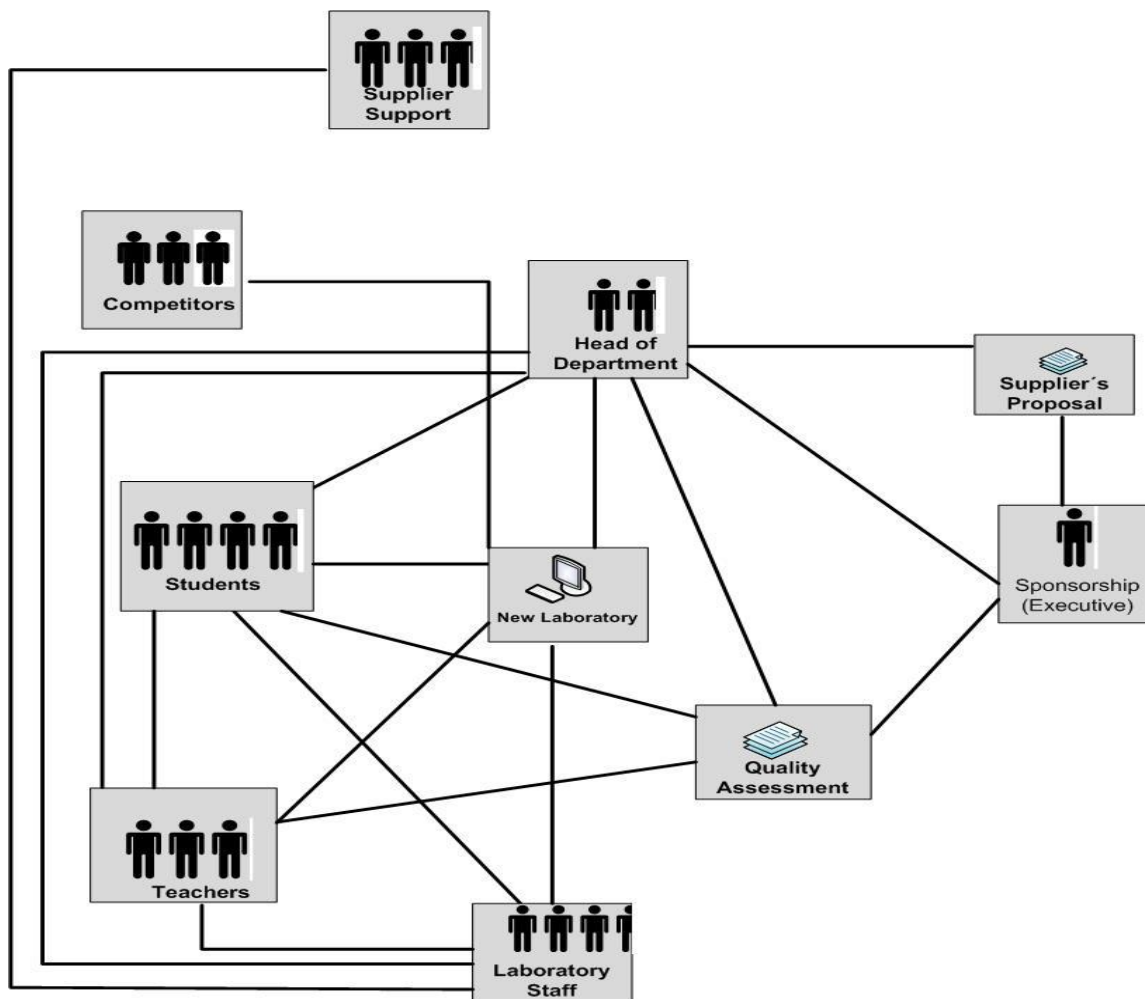 Supplier
Support
Competitors
Head of
Department
Supplier´s
Proposal
Students
New Laboratory
Sponsorship
(Executive)
Quality
Assessment
Teachers
Laboratory
Staff